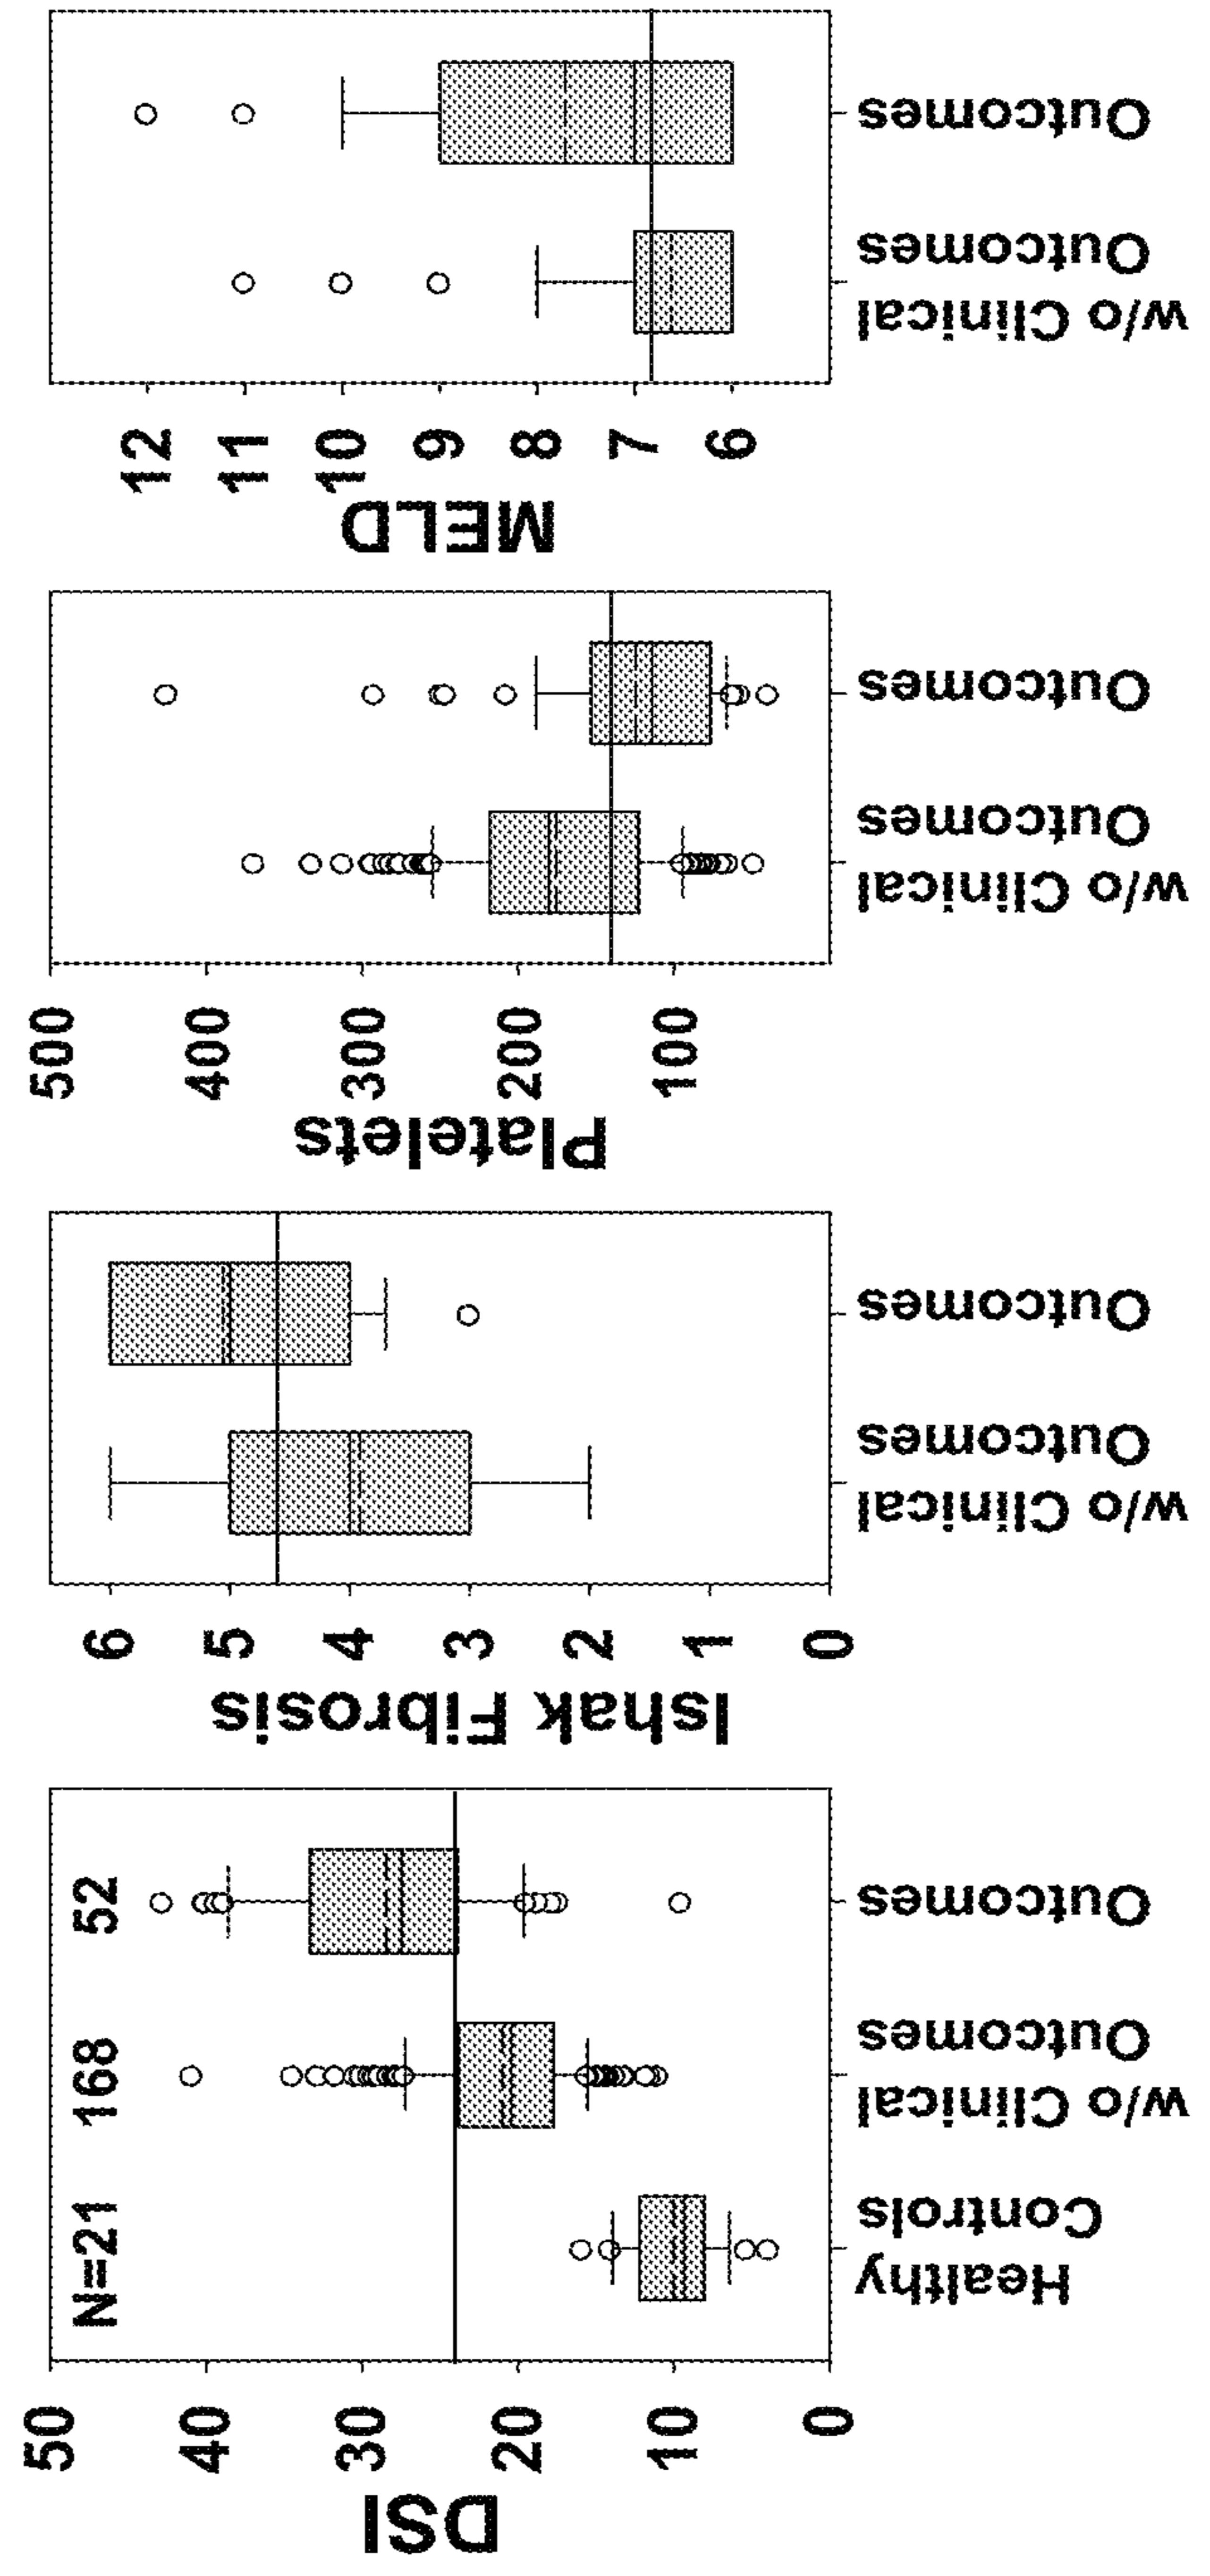 DSI
50
40
30
20
10
0
N=21
168
52
Healthy
Controls
w/o Clinical
Outcomes
Outcomes
Ishak Fibrosis
6
5
4
3
2
1
0
w/o Clinical
Outcomes
Outcomes
Platelets
500
400
300
200
100
w/o Clinical
Outcomes
Outcomes
MELD
12
11
10
9
8
7
6
w/o Clinical
Outcomes
Outcomes